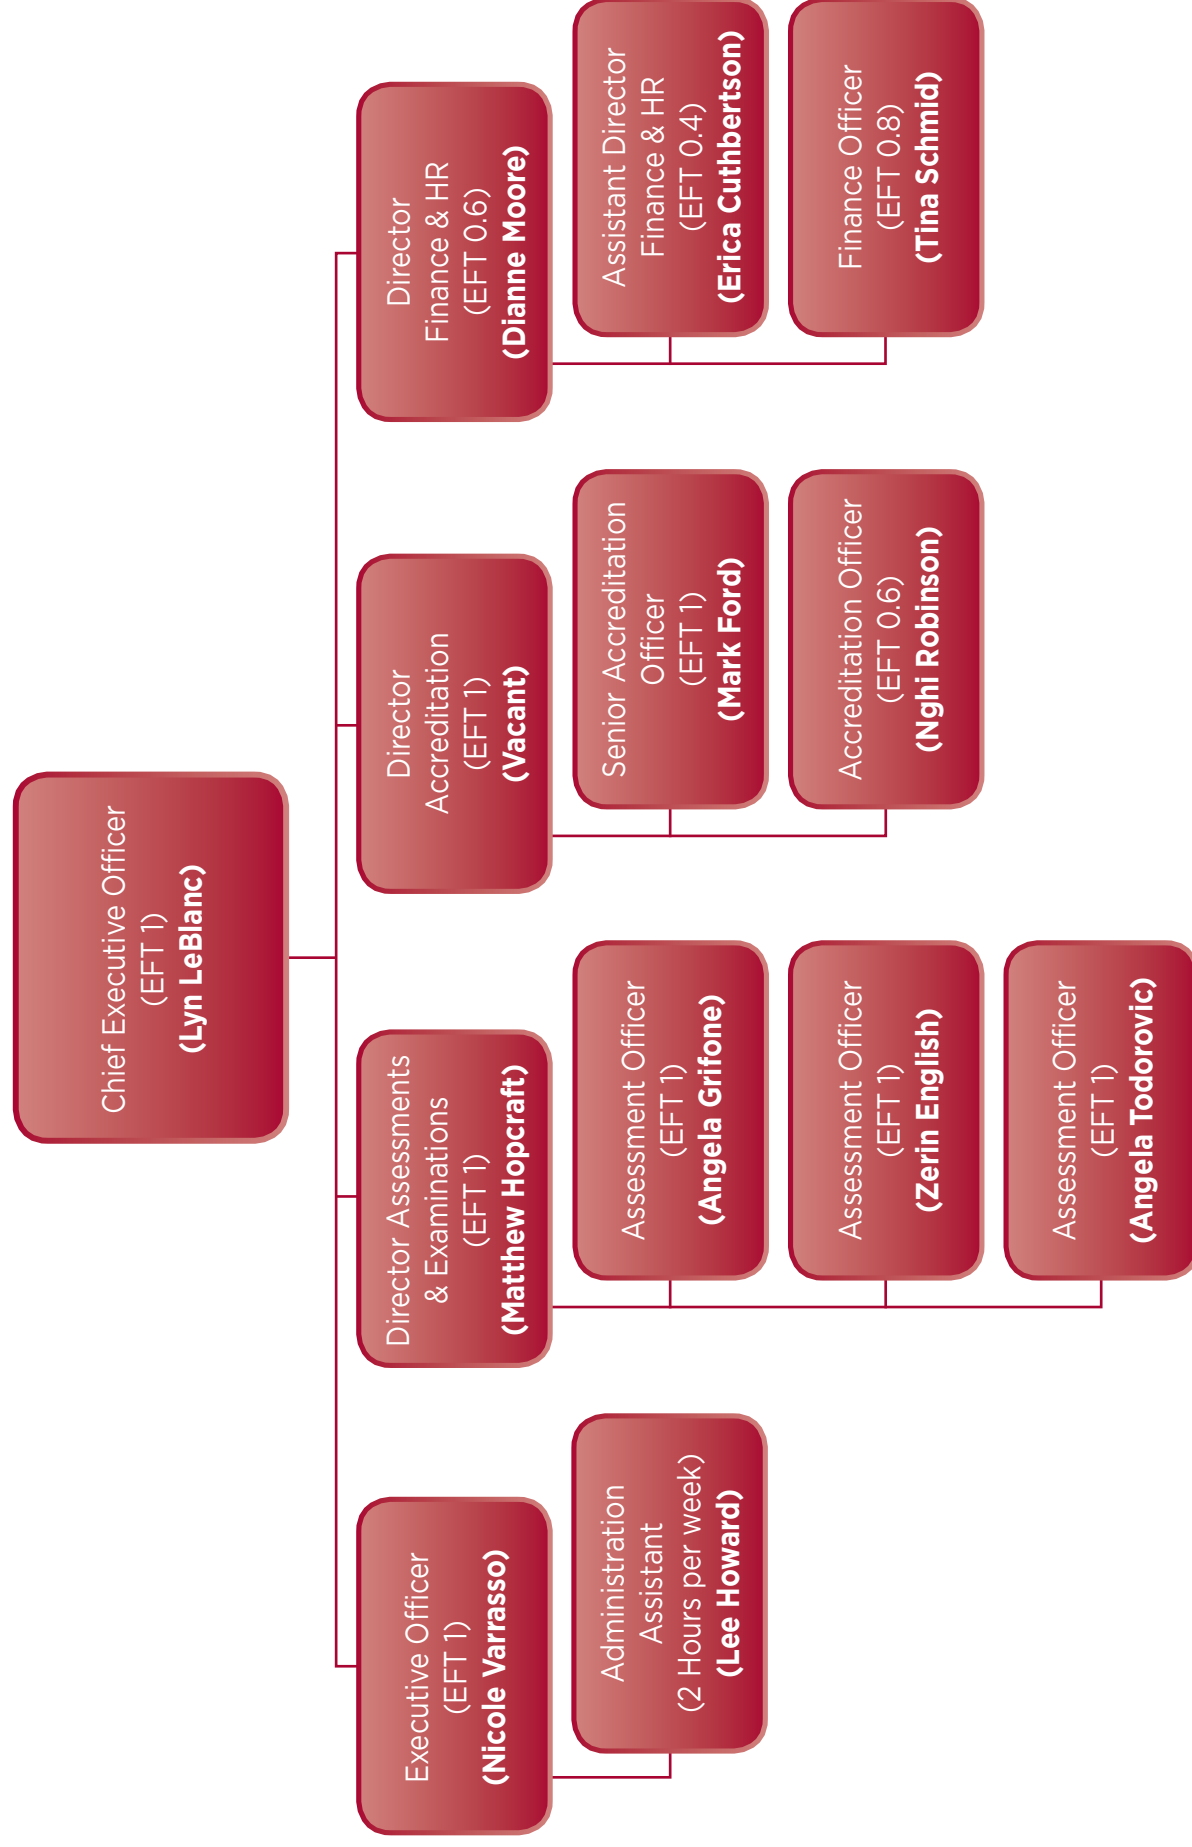 Chief Executive Officer
(EFT 1)
(Lyn LeBlanc)
Executive Officer
(EFT 1)
(Nicole Varrasso)
Administration
Assistant
(2 Hours per week)
(Lee Howard)
Director Assessments
& Examinations
(EFT 1)
(Matthew Hopcraft)
Assessment Officer
(EFT 1)
(Angela Grifone)
Assessment Officer
(EFT 1)
(Zerin English)
Assessment Officer
(EFT 1)
(Angela Todorovic)
Director
Accreditation
(EFT 1)
(Vacant)
Senior Accreditation
Officer
(EFT 1)
(Mark Ford)
Accreditation Officer
(EFT 0.6)
(Nghi Robinson)
Director
Finance & HR
(EFT 0.6)
(Dianne Moore)
Assistant Director
Finance & HR
(EFT 0.4)
(Erica Cuthbertson)
Finance Officer
(EFT 0.8)
(Tina Schmid)